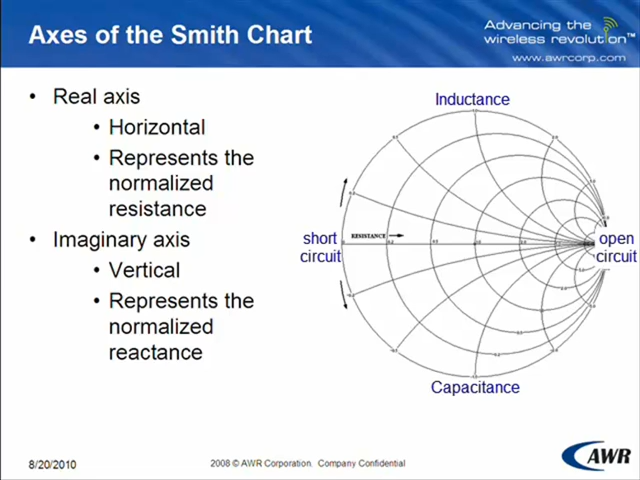 Axes of the Smith Chart
Advancing the
wireless revolution™
www.awrcorp.com
• Real axis
• Horizontal
• Represents the
normalized
resistance
• Imaginary axis
• Vertical
• Represents the
normalized
reactance
Inductance
RESISTANCE
short
circuit
open
circuit
Capacitance
8/20/2010
2008 © AWR Corporation. Company Confidential
AWR